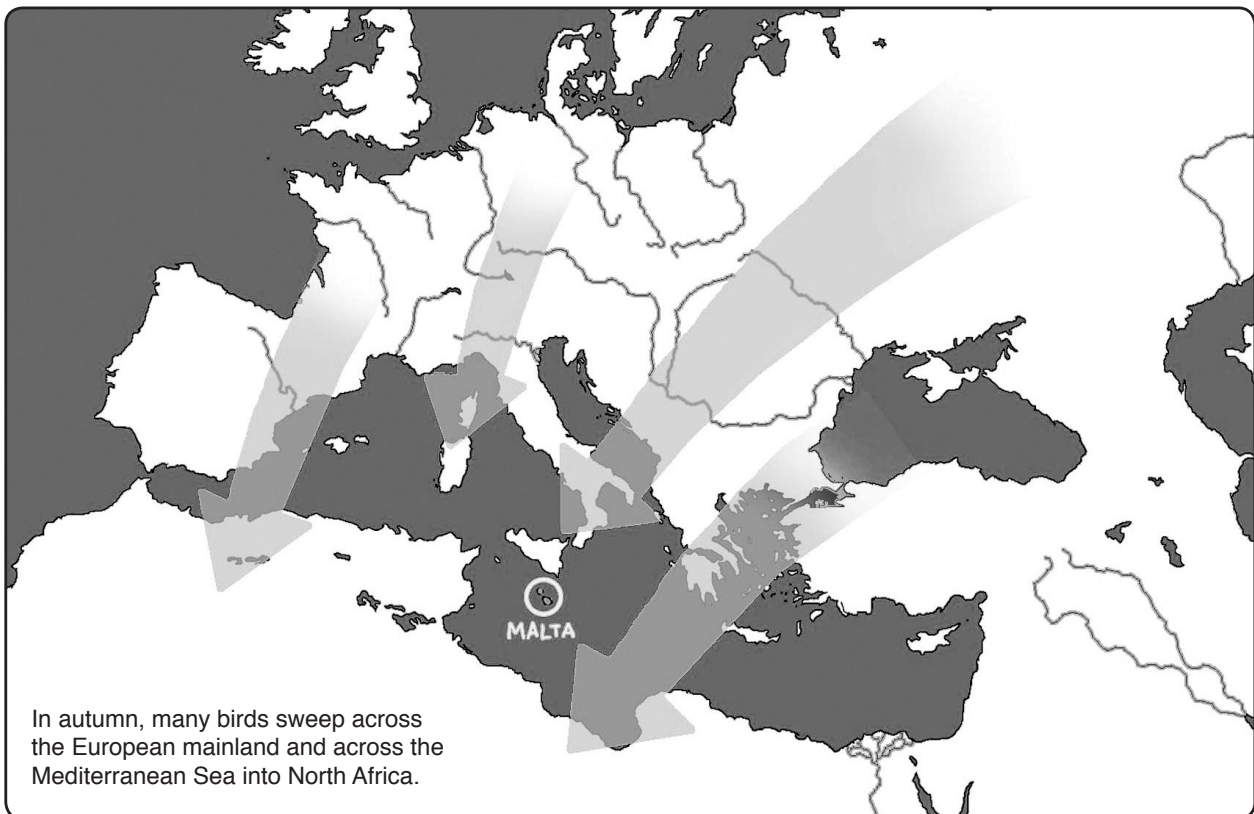 MALTA
In autumn, many birds sweep across
the European mainland and across the
Mediterranean Sea into North Africa.